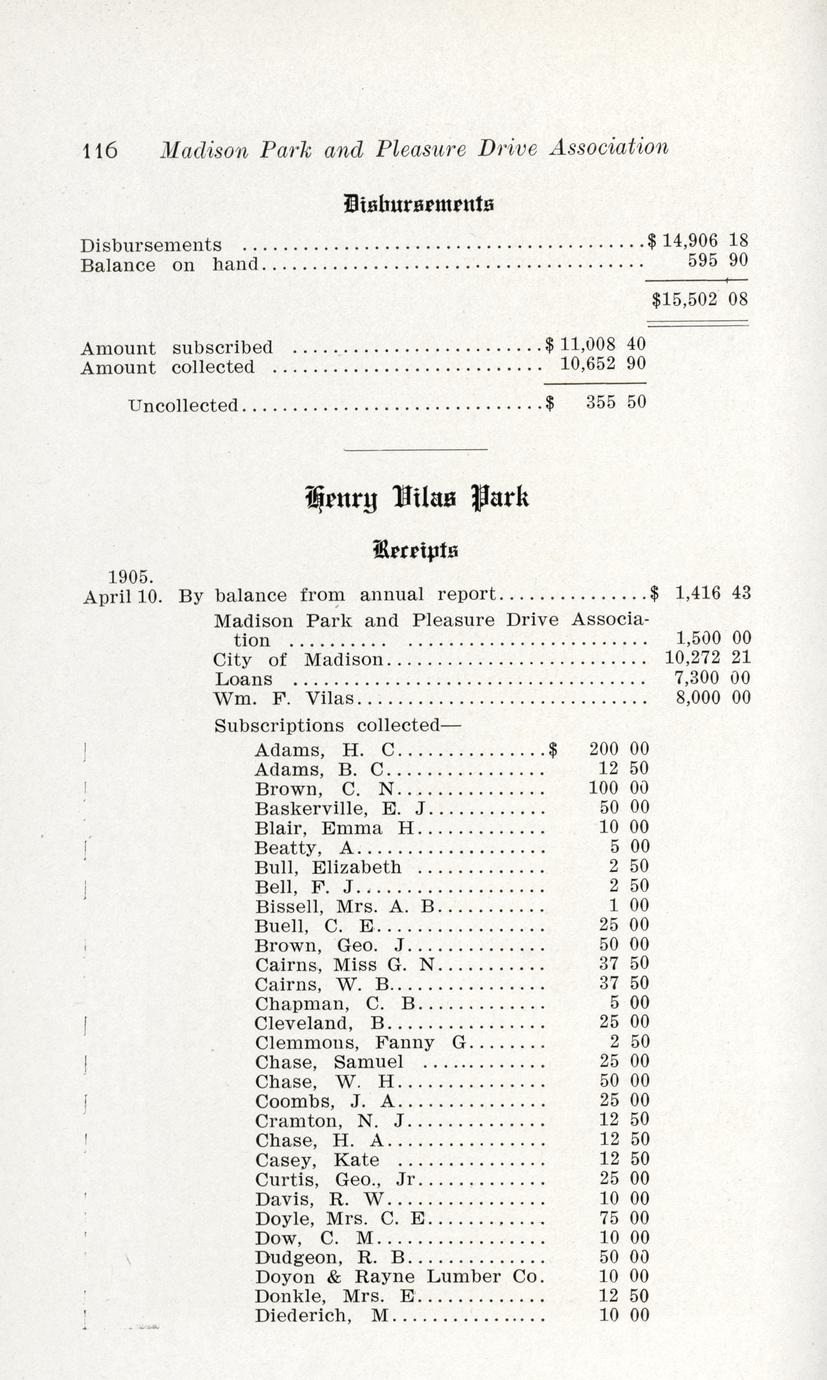 116 Madison Park and Pleasure Drive Association
Disbursements
Disbursements ........................................$ 14,906 18
Balance on hand...................................... 595 90
$15,502 08
Amount subscribed .........................$ 11,008 40
Amount collected ........................... 10,652 90
Uncollected..............................$ 355 50
Henry Vilas Park
Receipts
1905.
April 10. By balance from annual report...............$ 1,416 43
Madison Park and Pleasure Drive Associa-
tion .......... ........................ 1,500 00
City of Madison.......................... 10,272 21
Loans ................................... 7,300 00
Wm. F. Vilas............................. 8,000 00
Subscriptions collected—
Adams, H. C...............$ 200 00
Adams, B. C................ 12 50
Brown, C. N............... 100 00
Baskerville, E. J............ 50 00
Blair, Emma H............. 10 00
Beatty, A................... 5 00
Bull, Elizabeth ............. 2 50
Bell, F. J................... 2 50
Bissell, Mrs. A. B........... 1 00
Buell, C. E................. 25 00
Brown, Geo. J.............. 50 00
Cairns, Miss G. N........... 37 50
Cairns, W. B................ 37 50
Chapman, C. B............. 5 00
Cleveland, B................ 25 00
Clemmons, Fanny G........ 2 50
Chase, Samuel ............. 25 00
Chase, W. H............... 50 00
Coombs, J. A............... 25 00
Cramton, N. J.............. 12 50
Chase, H. A................ 12 50
Casey, Kate ............... 12 50
Curtis, Geo., Jr............. 25 00
Davis, R. W................ 10 00
Doyle, Mrs. C. E............ 75 00
Dow, C. M................. 10 00
Dudgeon, R. B.............. 50 00
Doyon & Rayne Lumber Co. 10 00
Donkle, Mrs. E............. 12 50
Diederich, M................ 10 00